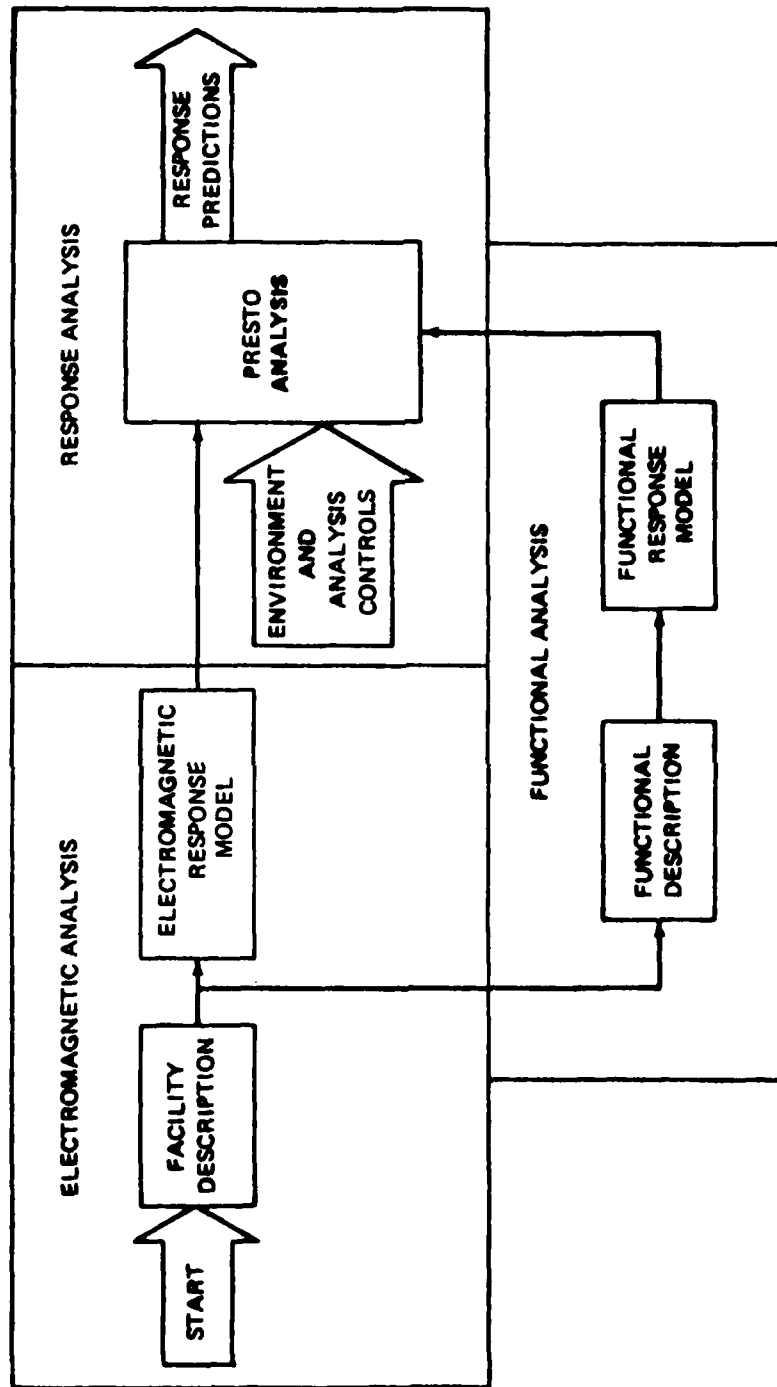 ELECTROMAGNETIC ANALYSIS
START
FACILITY
DESCRIPTION
ELECTROMAGNETIC
RESPONSE
MODEL
RESPONSE ANALYSIS
ENVIRONMENT
AND
ANALYSIS
CONTROLS
PRESTO
ANALYSIS
RESPONSE
PREDICTIONS
FUNCTIONAL ANALYSIS
FUNCTIONAL
DESCRIPTION
FUNCTIONAL
RESPONSE
MODEL